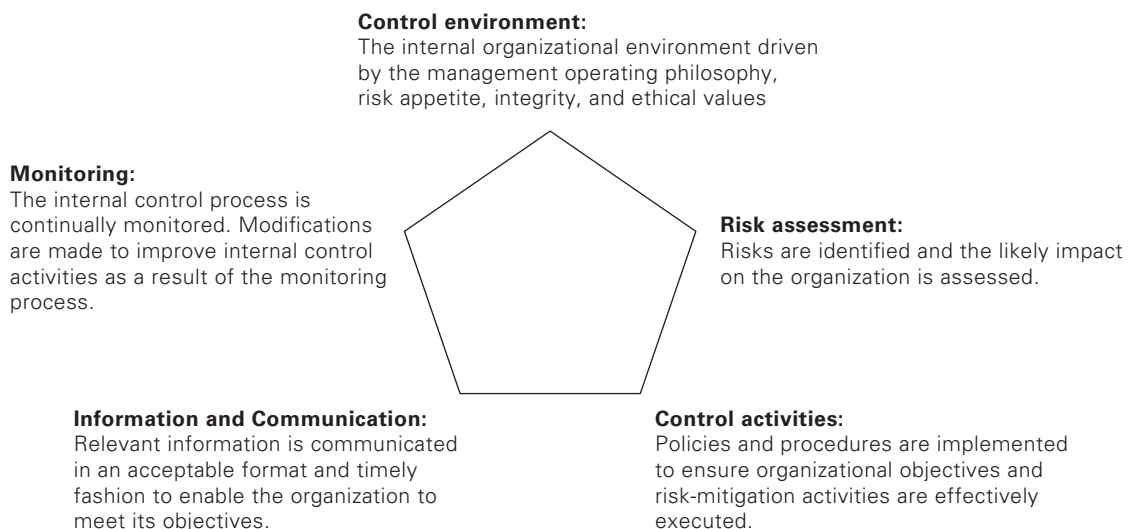 Control environment:
The internal organizational environment driven
by the management operating philosophy,
risk appetite, integrity, and ethical values
Monitoring:
The internal control process is
continually monitored. Modifications
are made to improve internal control
activities as a result of the monitoring
process.
Risk assessment:
Risks are identified and the likely impact
on the organization is assessed.
Information and Communication:
Relevant information is communicated
in an acceptable format and timely
fashion to enable the organization to
meet its objectives.
Control activities:
Policies and procedures are implemented
to ensure organizational objectives and
risk-mitigation activities are effectively
executed.